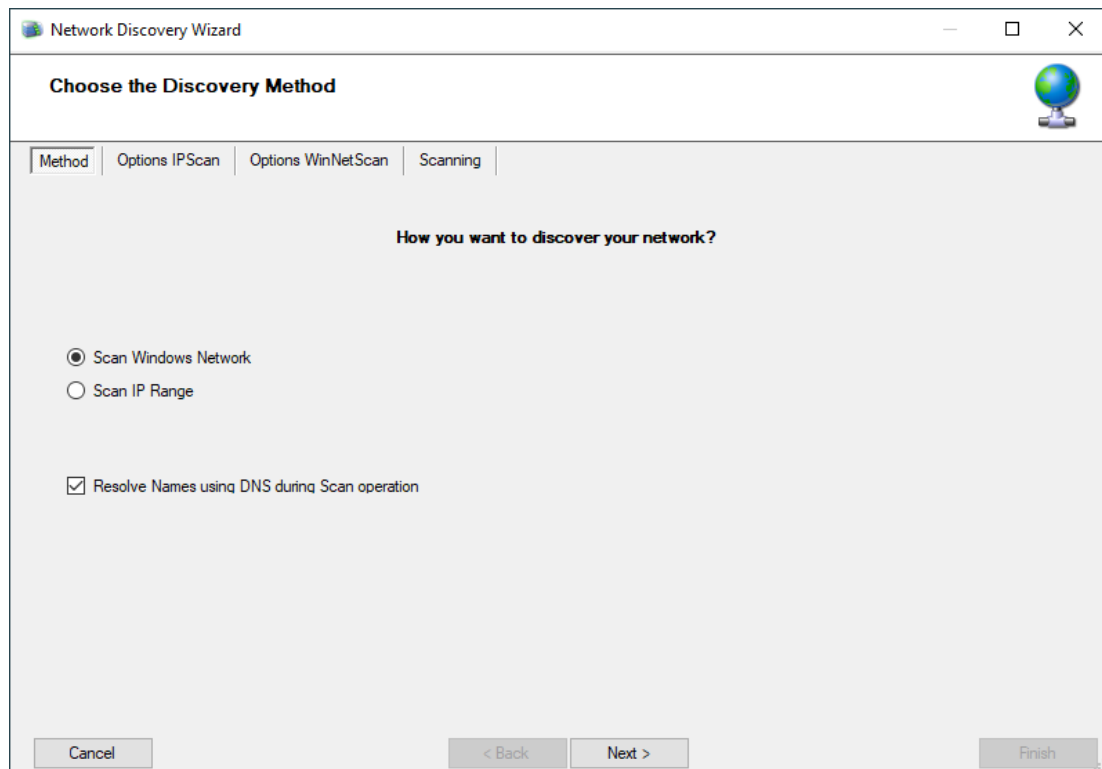 Network Discovery Wizard
Choose the Discovery Method
Method Options IPScan Options WinNetScan Scanning
How you want to discover your network?
Scan Windows Network
Scan IP Range
Resolve Names using DNS during Scan operation
Cancel < Back Next > Finish